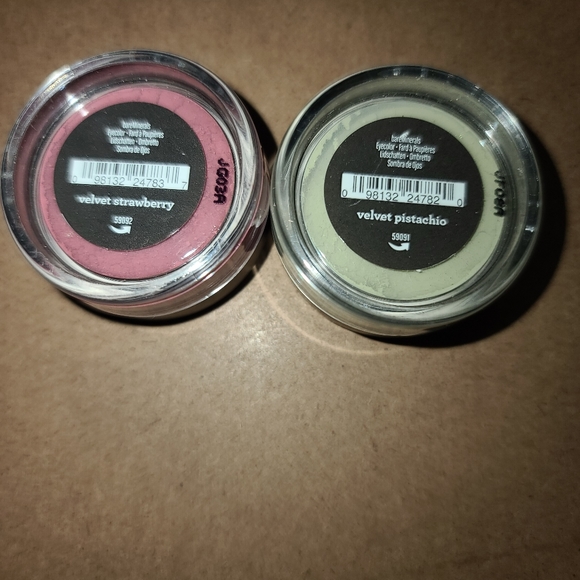 bareMinerals
Eyecolor • Fard à Paupières
Lidschatten • Ombretto
Sombra de Ojos
0 98132 24783 7
velvet strawberry
59092
JG03A
bareMinerals
Eyecolor • Fard à Paupières
Lidschatten • Ombretto
Sombra de Ojos
0 98132 24782 0
velvet pistachio
59091